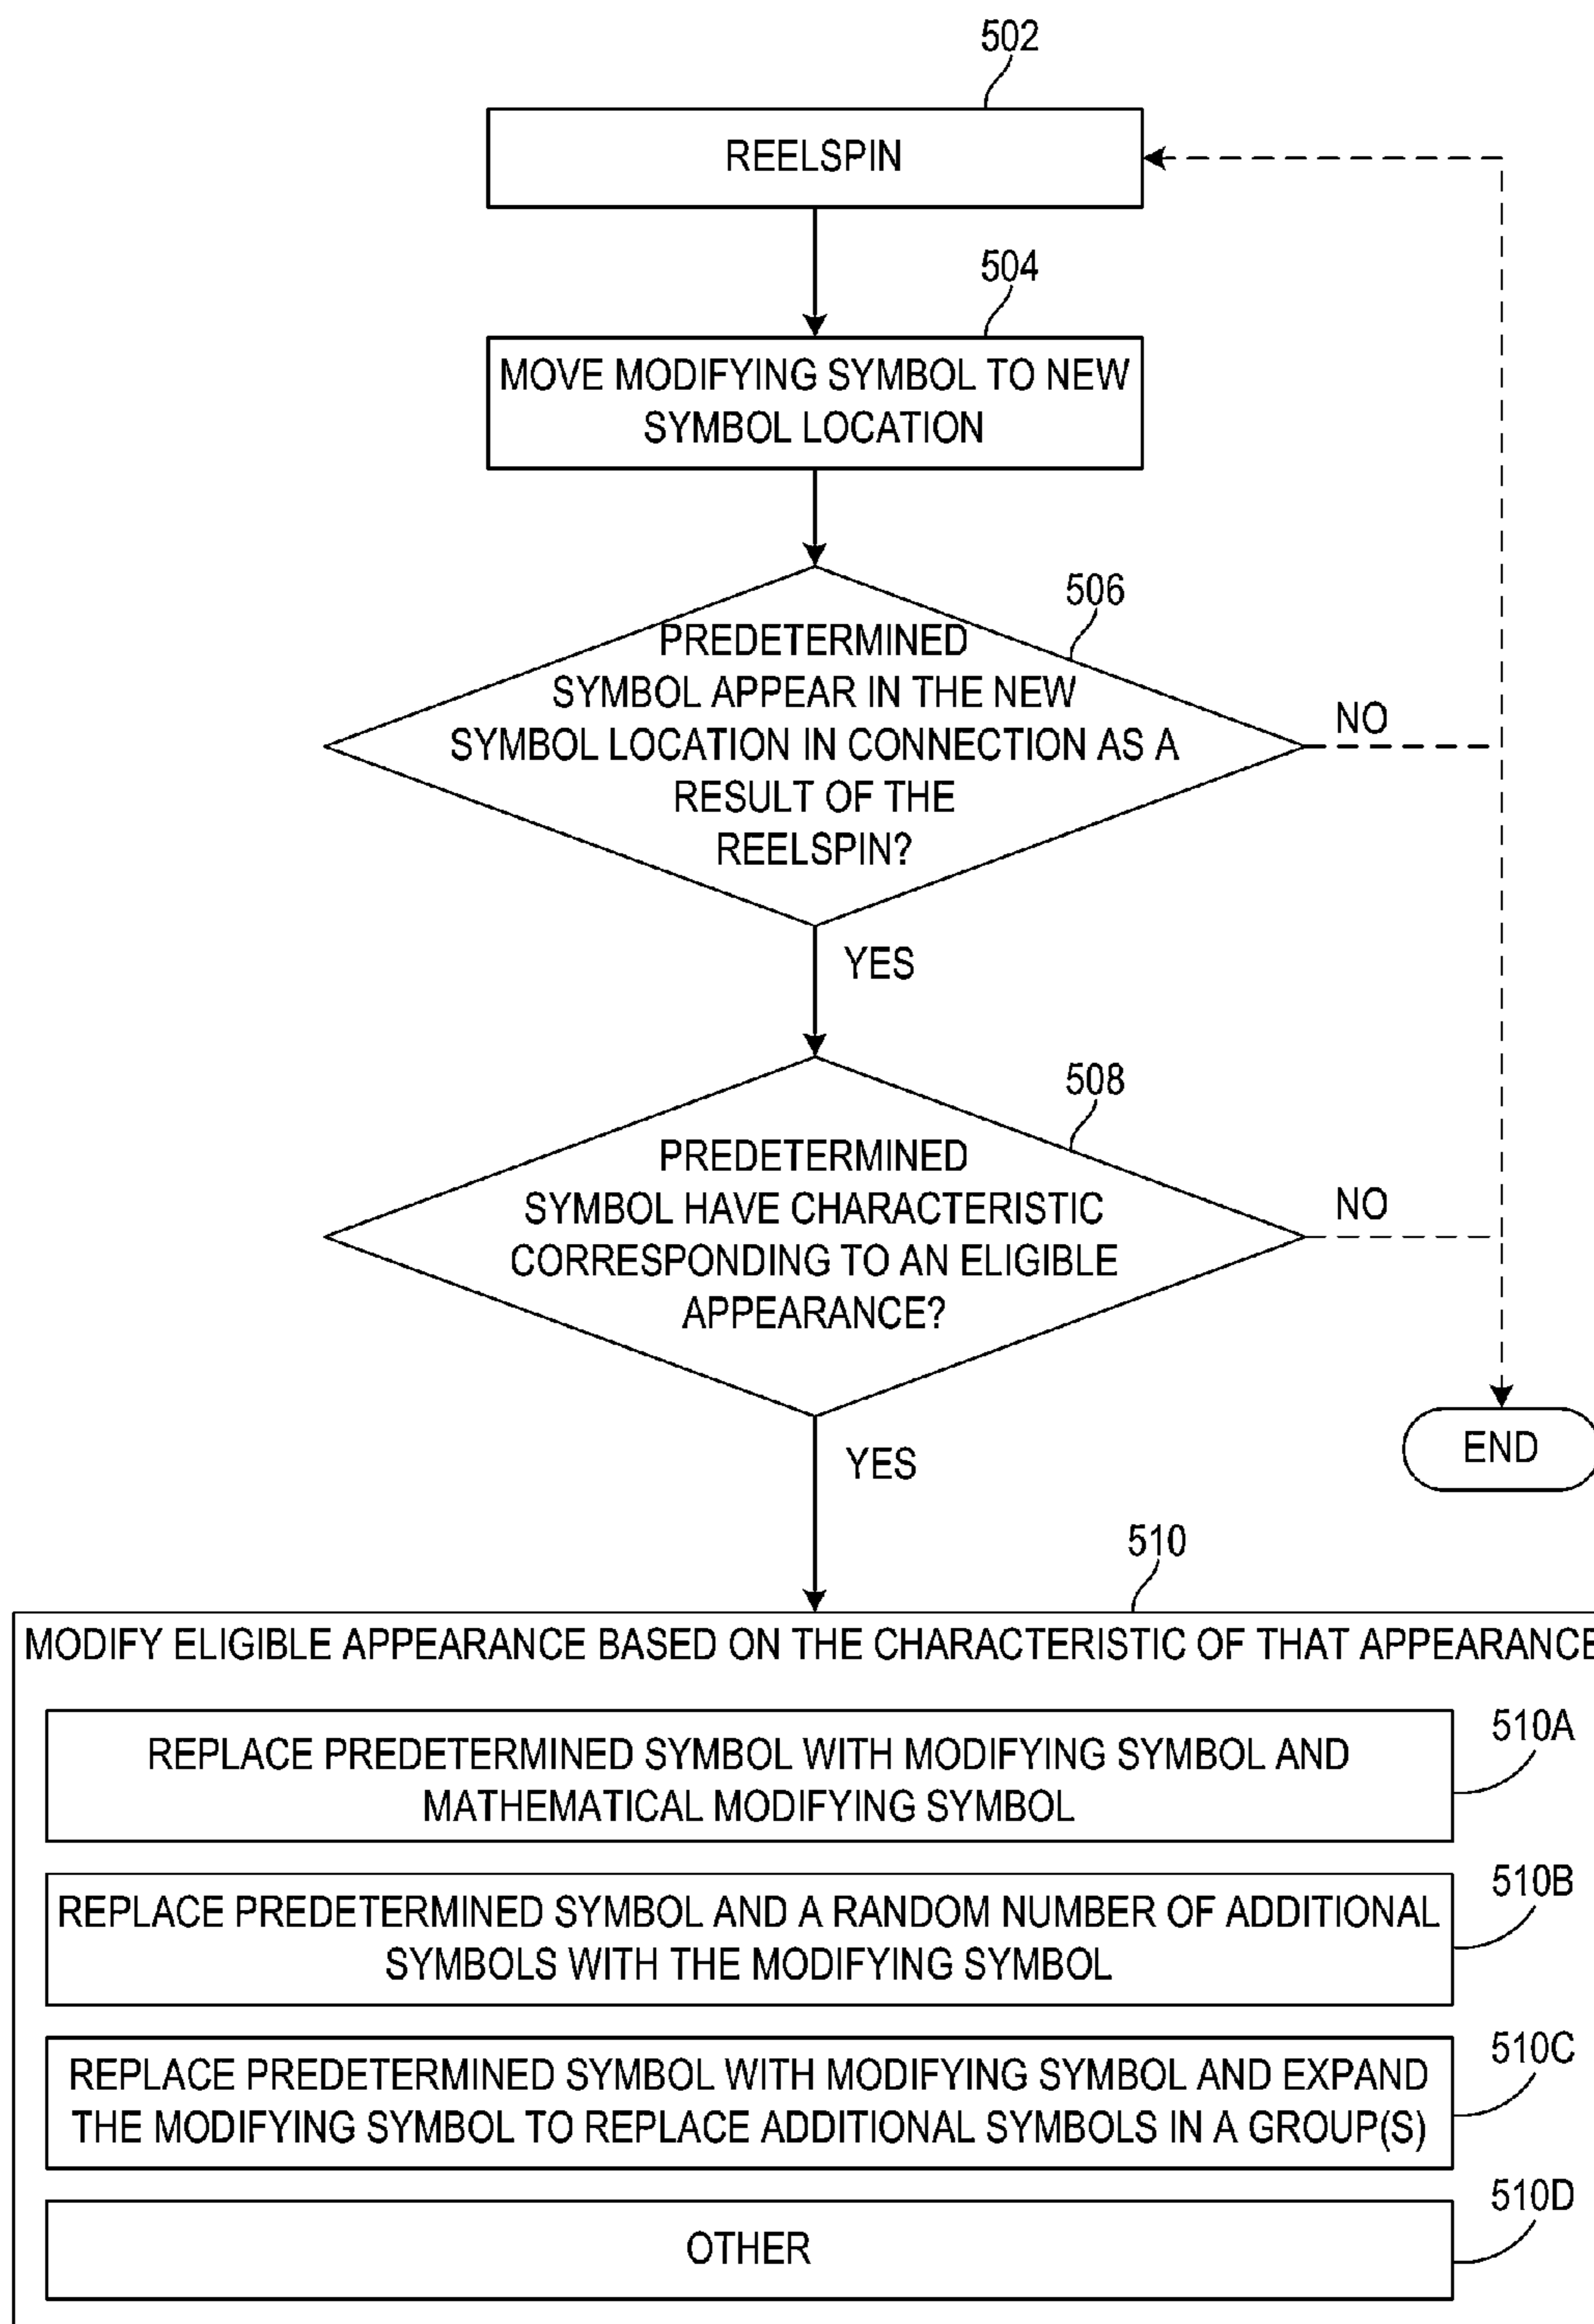 502
REELSPIN
504
MOVE MODIFYING SYMBOL TO NEW
SYMBOL LOCATION
506
PREDETERMINED
SYMBOL APPEAR IN THE NEW
SYMBOL LOCATION IN CONNECTION AS A
RESULT OF THE
REELSPIN?
NO
YES
508
PREDETERMINED
SYMBOL HAVE CHARACTERISTIC
CORRESPONDING TO AN ELIGIBLE
APPEARANCE?
NO
YES
END
510
MODIFY ELIGIBLE APPEARANCE BASED ON THE CHARACTERISTIC OF THAT APPEARANCE
510A
REPLACE PREDETERMINED SYMBOL WITH MODIFYING SYMBOL AND
MATHEMATICAL MODIFYING SYMBOL
510B
REPLACE PREDETERMINED SYMBOL AND A RANDOM NUMBER OF ADDITIONAL
SYMBOLS WITH THE MODIFYING SYMBOL
510C
REPLACE PREDETERMINED SYMBOL WITH MODIFYING SYMBOL AND EXPAND
THE MODIFYING SYMBOL TO REPLACE ADDITIONAL SYMBOLS IN A GROUP(S)
510D
OTHER